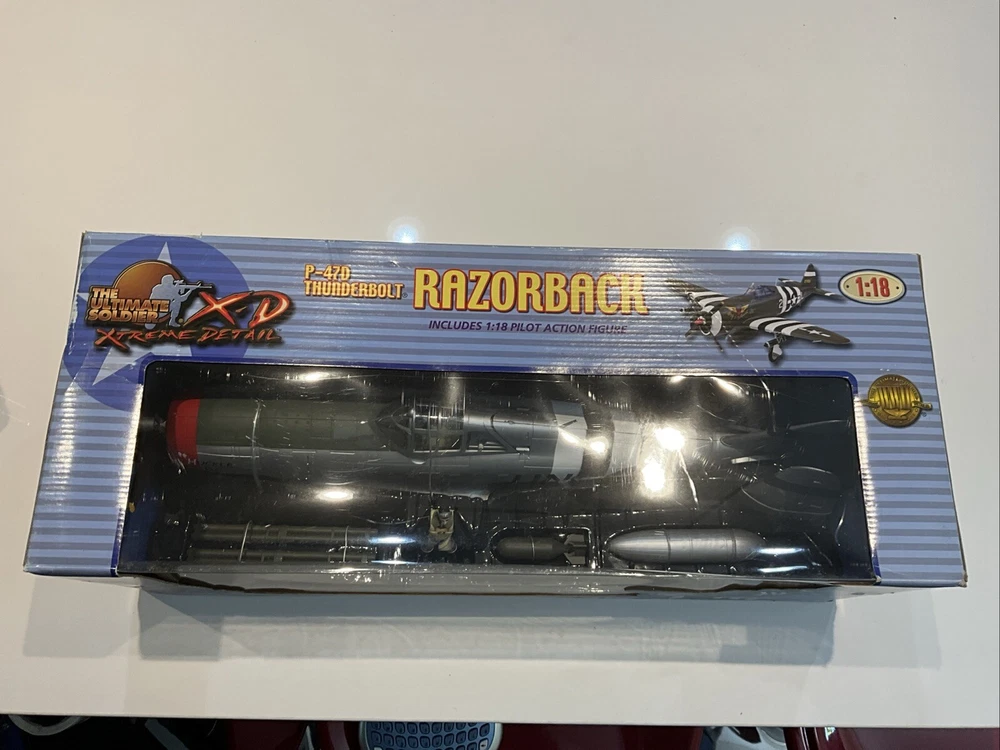 THE
ULTIMATE
SOLDIER
X-D
XTREME DETAIL
P-47D
THUNDERBOLT
RAZORBACK
INCLUDES 1:18 PILOT ACTION FIGURE
1:18